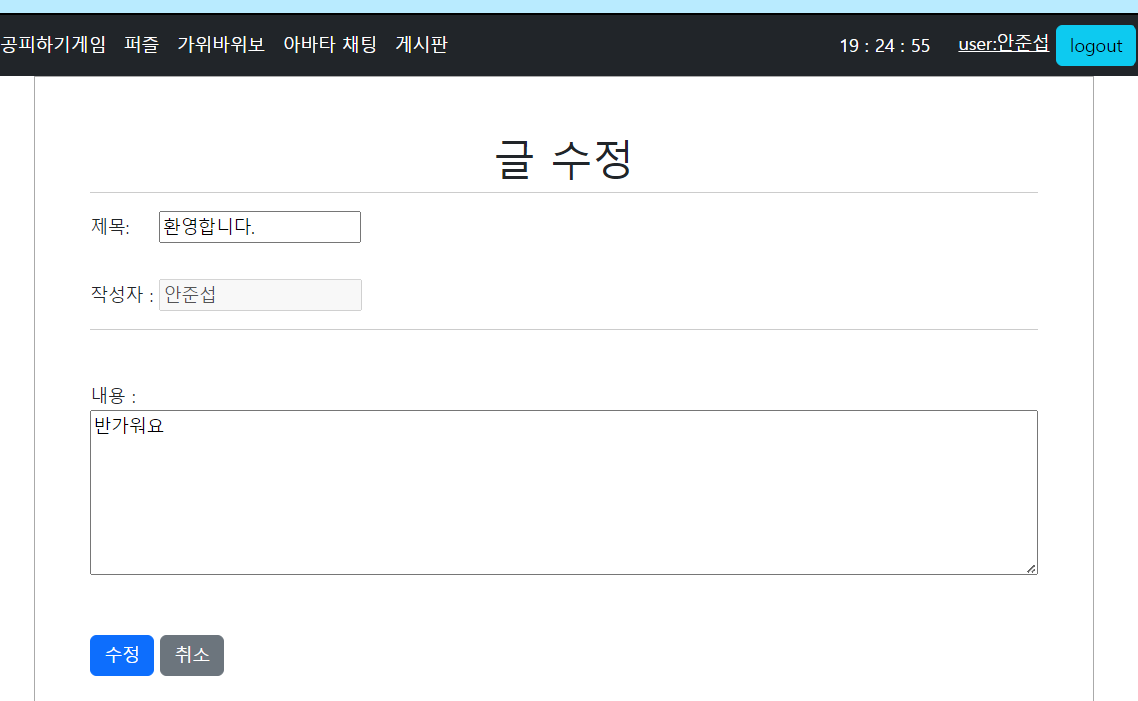 공피하기게임 퍼즐 가위바위보 아바타 채팅 게시판 19 : 24 : 55 user:안준섭 logout
글 수정
제목: 환영합니다.
작성자 : 안준섭
내용 :
반가워요
수정 취소